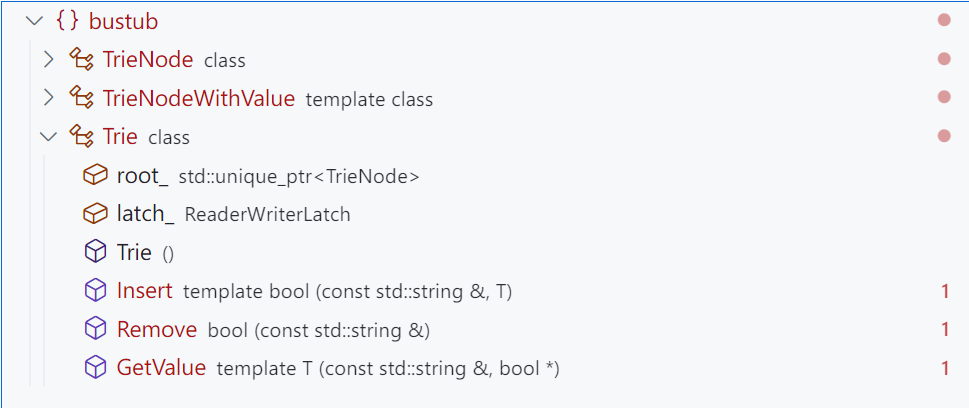 {} bustub
TrieNode class
TrieNodeWithValue template class
Trie class
root_ std::unique_ptr<TrieNode>
latch_ ReaderWriterLatch
Trie ()
Insert template bool (const std::string &, T) 1
Remove bool (const std::string &) 1
GetValue template T (const std::string &, bool *) 1